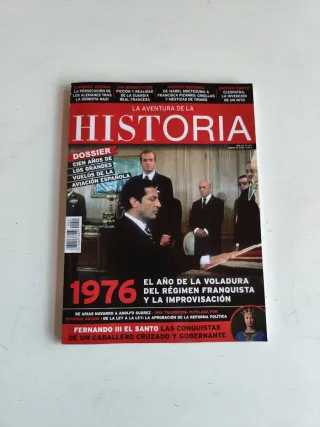 LA PERSECUCIÓN DE
LOS ALEMANES TRAS
LA DERROTA NAZI
FICCIÓN Y REALIDAD
DE LA GUARDIA
REAL FRANCESA
DE ISABEL MOCTEZUMA A
FRANCISCA PIZARRO: CRIOLLAS
Y MESTIZAS DE TRONÍO
CLEOPATRA,
LA INVENCIÓN
DE UN MITO
LA AVENTURA DE LA
HISTORIA
DOSSIER
CIEN AÑOS DE
LOS GRANDES
VUELOS DE LA
AVIACIÓN ESPAÑOLA
1976
EL AÑO DE LA VOLADURA
DEL RÉGIMEN FRANQUISTA
Y LA IMPROVISACIÓN
DE ARIAS NAVARRO A ADOLFO SUÁREZ · UNA TRANSICIÓN TUTELADA POR
ESTADOS UNIDOS · DE LA LEY A LA LEY: LA APROBACIÓN DE LA REFORMA POLÍTICA
FERNANDO III EL SANTO LAS CONQUISTAS
DE UN CABALLERO CRUZADO Y GOBERNANTE